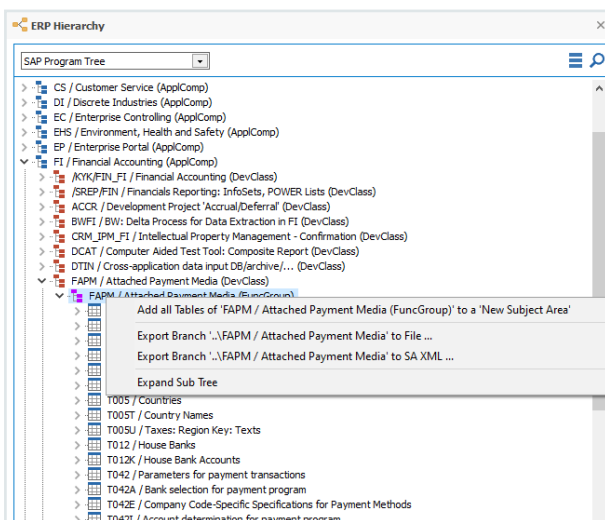 ERP Hierarchy
SAP Program Tree
CS / Customer Service (ApplComp)
DI / Discrete Industries (ApplComp)
EC / Enterprise Controlling (ApplComp)
EHS / Environment, Health and Safety (ApplComp)
EP / Enterprise Portal (ApplComp)
FI / Financial Accounting (ApplComp)
/KYK/FIN_FI / Financial Accounting (DevClass)
/SREP/FIN / Financials Reporting: InfoSets, POWER Lists (DevClass)
ACCR / Development Project 'Accrual/Deferral' (DevClass)
BWFI / BW: Delta Process for Data Extraction in FI (DevClass)
CRM_IPM_FI / Intellectual Property Management - Confirmation (DevClass)
DCAT / Computer Aided Test Tool: Composite Report (DevClass)
DTIN / Cross-application data input DB/archive/... (DevClass)
FAPM / Attached Payment Media (DevClass)
FAPM / Attached Payment Media (FuncGroup)
Add all Tables of 'FAPM / Attached Payment Media (FuncGroup)' to a 'New Subject Area'
Export Branch '..\FAPM / Attached Payment Media' to File ...
Export Branch '..\FAPM / Attached Payment Media' to SA XML ...
Expand Sub Tree
T005 / Countries
T005T / Country Names
T005U / Taxes: Region Key: Texts
T012 / House Banks
T012K / House Bank Accounts
T042 / Parameters for payment transactions
T042A / Bank selection for payment program
T042E / Company Code-Specific Specifications for Payment Methods
T042I / Account determination for payment program